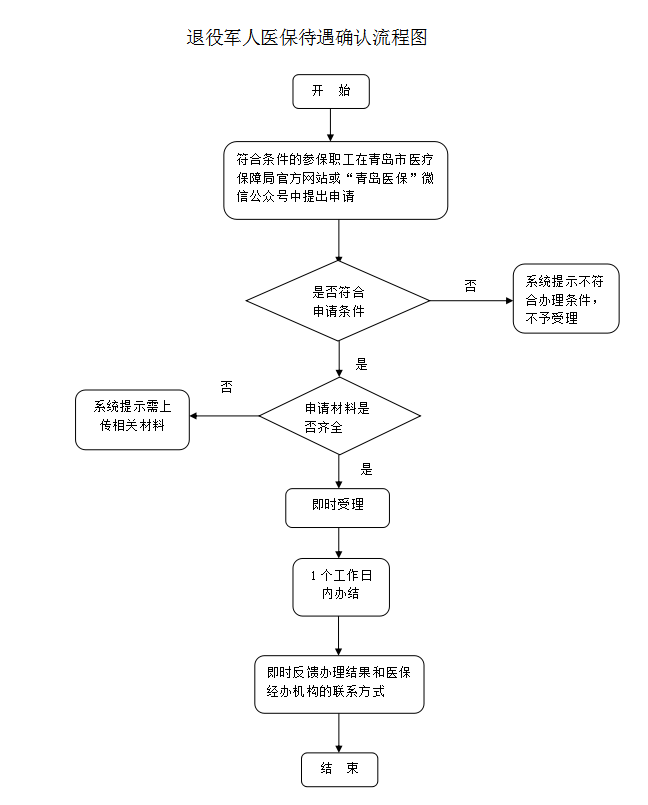 退役军人医保待遇确认流程图
开 始
符合条件的参保职工在青岛市医疗
保障局官方网站或“青岛医保”微
信公众号中提出申请
是否符合
申请条件
否
系统提示不符
合办理条件，
不予受理
是
否
系统提示需上
传相关材料
申请材料是
否齐全
是
即时受理
1 个工作日
内办结
即时反馈办理结果和医保
经办机构的联系方式
结 束